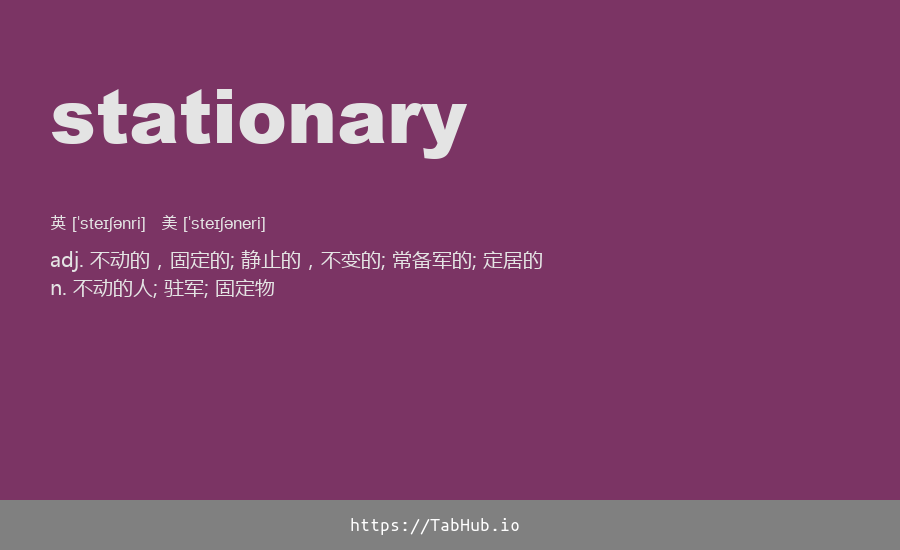 stationary
英 [ˈsteɪʃənri] 美 [ˈsteɪʃəneri]
adj. 不动的，固定的; 静止的，不变的; 常备军的; 定居的
n. 不动的人; 驻军; 固定物
https://TabHub.io